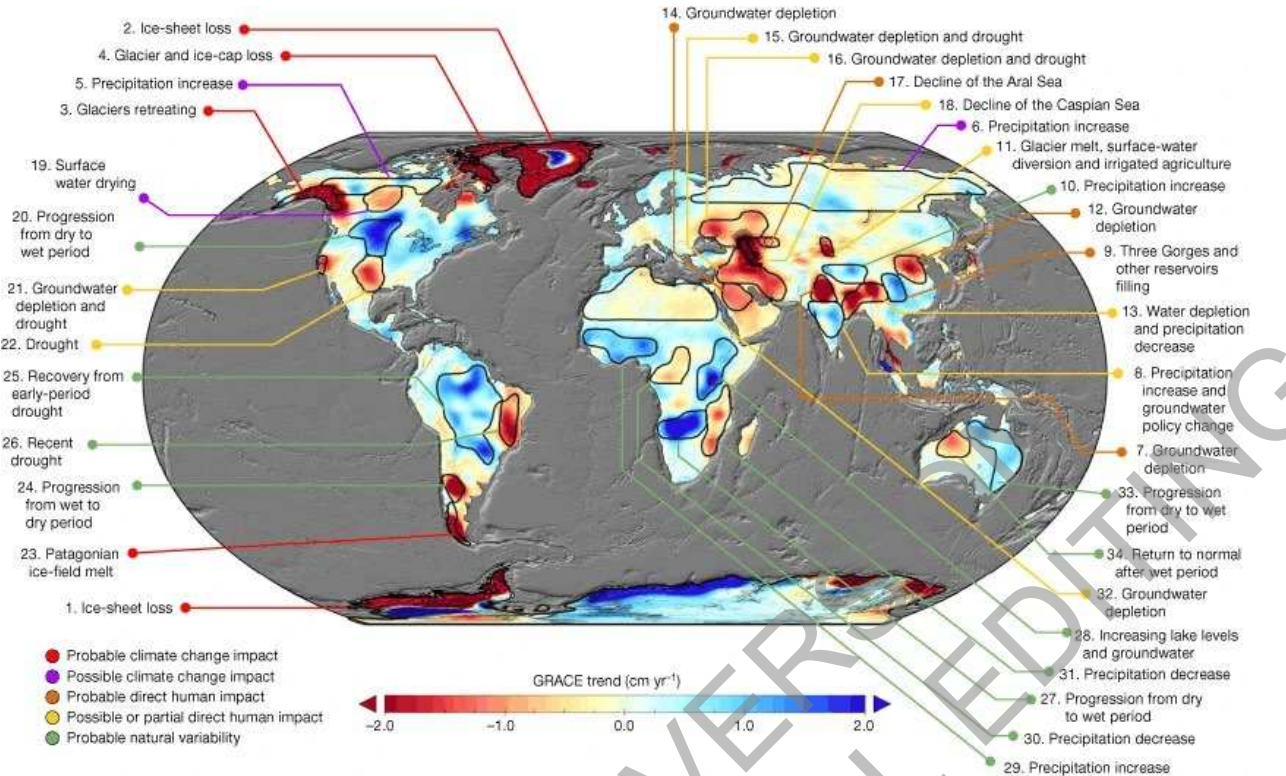 2. Ice-sheet loss
4. Glacier and ice-cap loss
5. Precipitation increase
3. Glaciers retreating
19. Surface
water drying
20. Progression
from dry to
wet period
21. Groundwater
depletion and
drought
22. Drought
25. Recovery from
early-period
drought
26. Recent
drought
24. Progression
from wet to
dry period
23. Patagonian
ice-field melt
1. Ice-sheet loss
14. Groundwater depletion
15. Groundwater depletion and drought
16. Groundwater depletion and drought
17. Decline of the Aral Sea
18. Decline of the Caspian Sea
6. Precipitation increase
11. Glacier melt, surface-water
diversion and irrigated agriculture
10. Precipitation increase
12. Groundwater
depletion
9. Three Gorges and
other reservoirs
filling
13. Water depletion
and precipitation
decrease
8. Precipitation
increase and
groundwater
policy change
7. Groundwater
depletion
33. Progression
from dry to wet
period
34. Return to normal
after wet period
32. Groundwater
depletion
28. Increasing lake levels
and groundwater
31. Precipitation decrease
27. Progression from dry
to wet period
30. Precipitation decrease
29. Precipitation increase
Probable climate change impact
Possible climate change impact
Probable direct human impact
Possible or partial direct human impact
Probable natural variability
GRACE trend (cm yr⁻¹)
−2.0 −1.0 0.0 1.0 2.0
EDITING